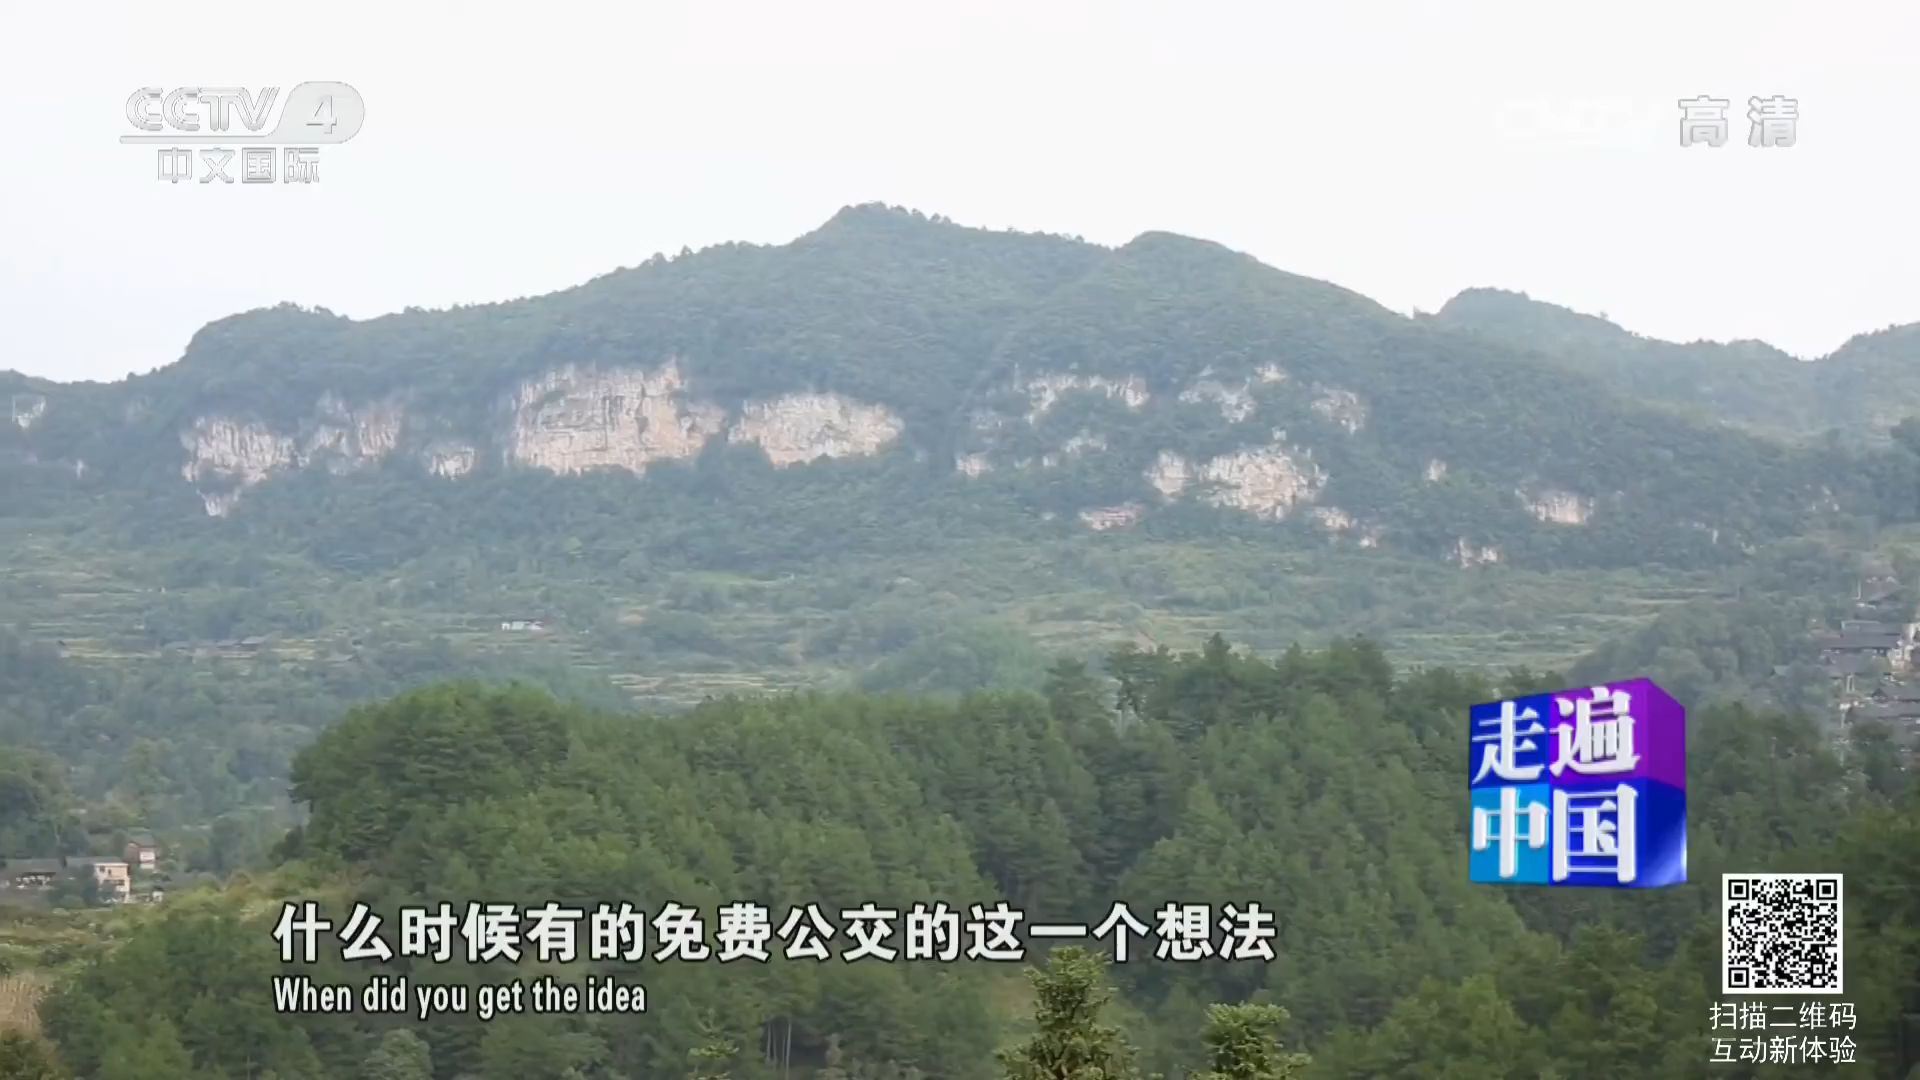 CCTV 4
中文国际
高清
走遍
中国
什么时候有的免费公交的这一个想法
When did you get the idea
扫描二维码
互动新体验